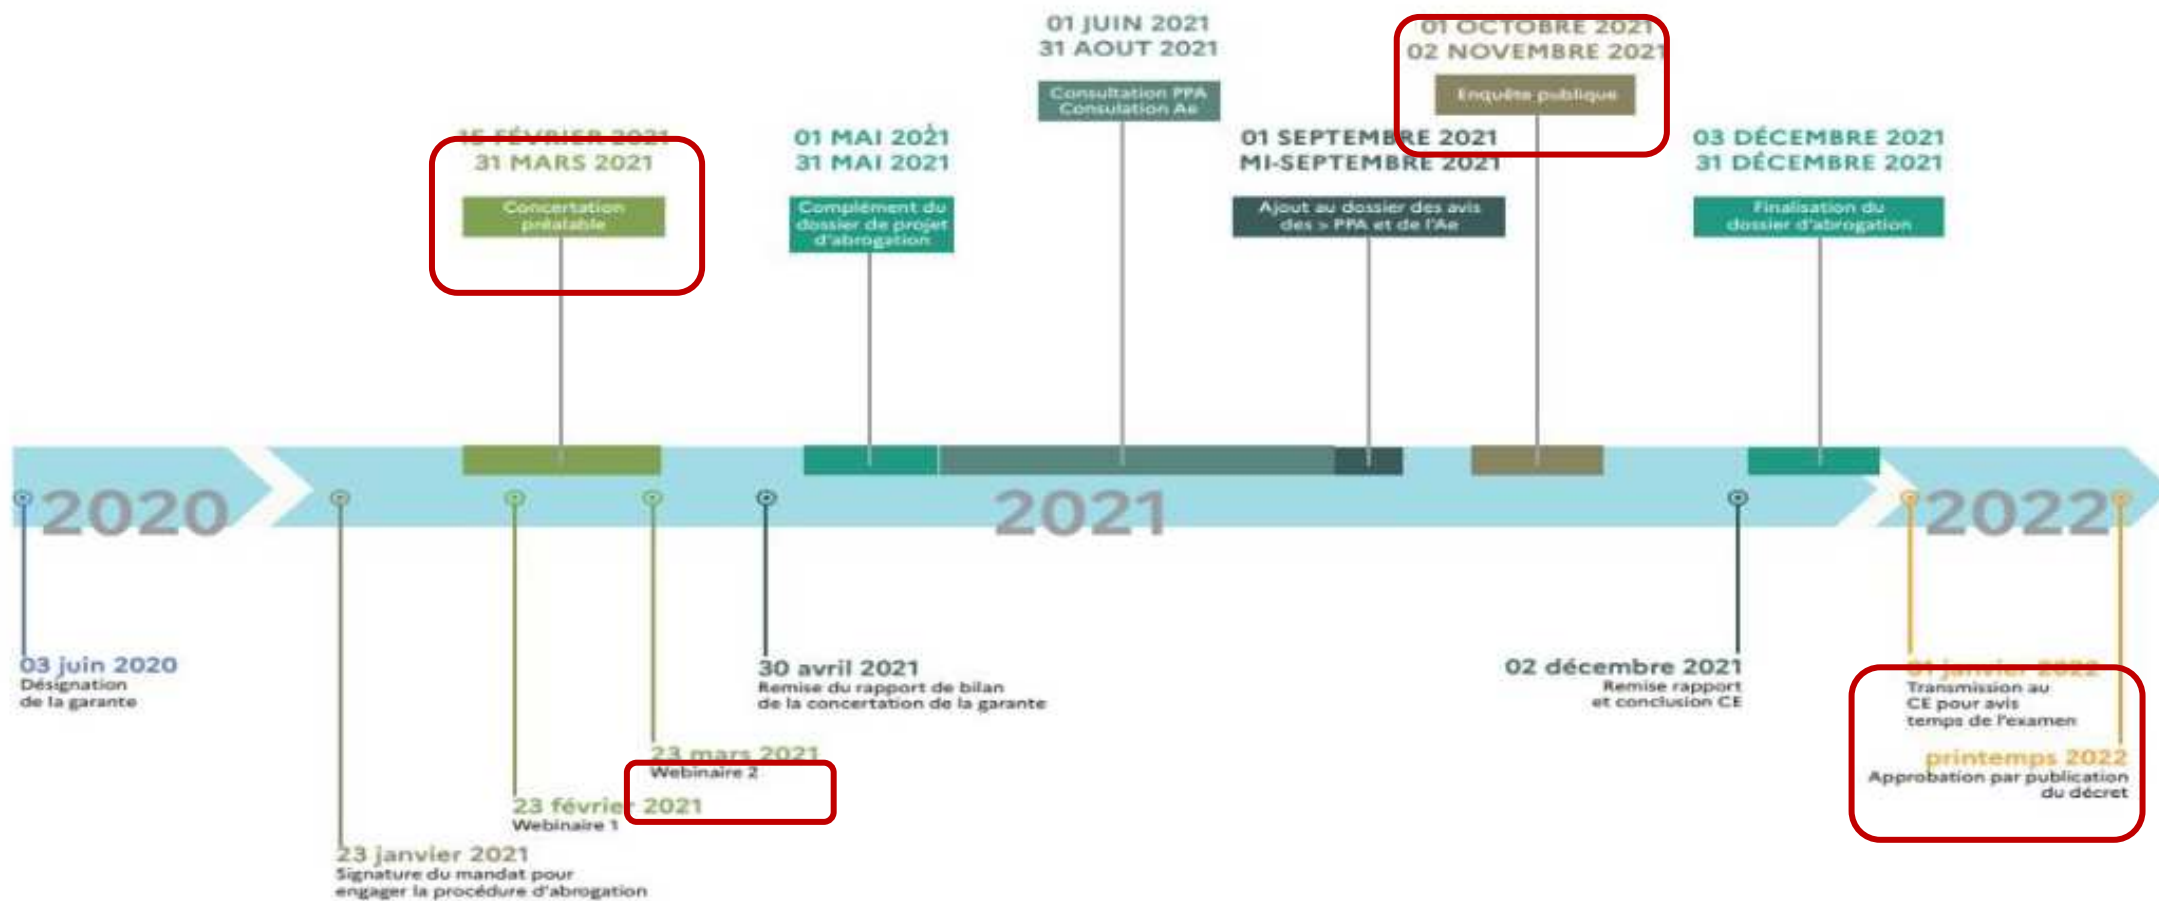 01 JUIN 2021
31 AOUT 2021
Consultation PPA
Consulation Ae
01 OCTOBRE 2021
02 NOVEMBRE 2021
Enquête publique
15 FÉVRIER 2021
31 MARS 2021
Concertation
préalable
01 MAI 2021
31 MAI 2021
Complément du
dossier de projet
d'abrogation
01 SEPTEMBRE 2021
MI-SEPTEMBRE 2021
Ajout au dossier des avis
des > PPA et de l'Ae
03 DÉCEMBRE 2021
31 DÉCEMBRE 2021
Finalisation du
dossier d'abrogation
2020
2021
2022
03 juin 2020
Désignation
de la garante
23 janvier 2021
Signature du mandat pour
engager la procédure d'abrogation
23 février 2021
Webinaire 1
23 mars 2021
Webinaire 2
30 avril 2021
Remise du rapport de bilan
de la concertation de la garante
02 décembre 2021
Remise rapport
et conclusion CE
01 janvier 2022
Transmission au
CE pour avis
temps de l'examen
printemps 2022
Approbation par publication
du décret